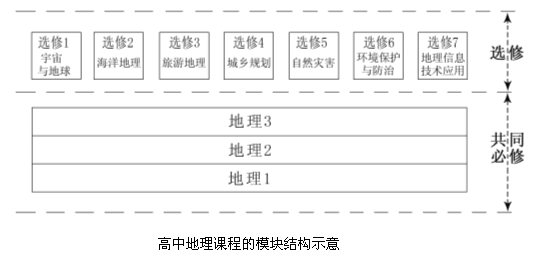 选修1
宇宙
与地球
选修2
海洋地理
选修3
旅游地理
选修4
城乡规划
选修5
自然灾害
选修6
环境保护
与防治
选修7
地理信息
技术应用
选修
地理3
地理2
地理1
共同
必修
高中地理课程的模块结构示意